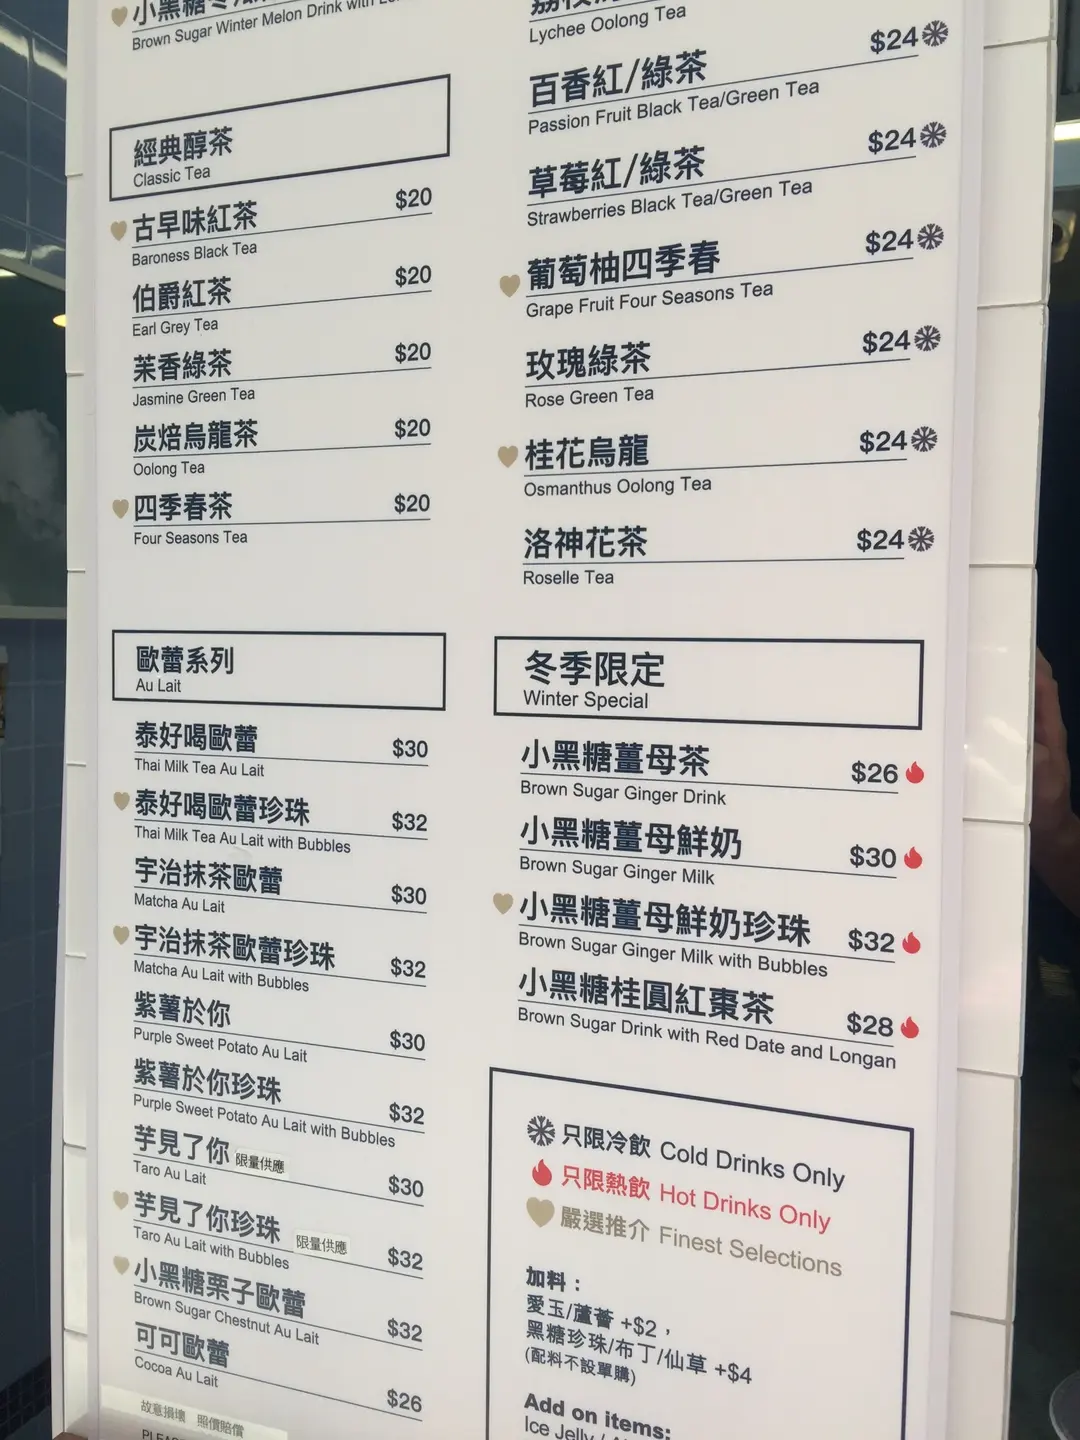 Brown Sugar Winter Melon Drink with
經典醇茶
Classic Tea
古早味紅茶 $20
Baroness Black Tea
伯爵紅茶 $20
Earl Grey Tea
茉香綠茶 $20
Jasmine Green Tea
炭焙烏龍茶 $20
Oolong Tea
四季春茶 $20
Four Seasons Tea
歐蕾系列
Au Lait
泰好喝歐蕾 $30
Thai Milk Tea Au Lait
泰好喝歐蕾珍珠 $32
Thai Milk Tea Au Lait with Bubbles
宇治抹茶歐蕾 $30
Matcha Au Lait
宇治抹茶歐蕾珍珠 $32
Matcha Au Lait with Bubbles
紫薯於你 $30
Purple Sweet Potato Au Lait
紫薯於你珍珠 $32
Purple Sweet Potato Au Lait with Bubbles
芋見了你 限量供應 $30
Taro Au Lait
芋見了你珍珠 限量供應 $32
Taro Au Lait with Bubbles
小黑糖栗子歐蕾 $32
Brown Sugar Chestnut Au Lait
可可歐蕾 $26
Cocoa Au Lait
故意損壞 照價賠償
Lychee Oolong Tea
$24
百香紅/綠茶
Passion Fruit Black Tea/Green Tea
$24
草莓紅/綠茶
Strawberries Black Tea/Green Tea
葡萄柚四季春 $24
Grape Fruit Four Seasons Tea
玫瑰綠茶 $24
Rose Green Tea
桂花烏龍 $24
Osmanthus Oolong Tea
洛神花茶 $24
Roselle Tea
冬季限定
Winter Special
小黑糖薑母茶 $26
Brown Sugar Ginger Drink
小黑糖薑母鮮奶 $30
Brown Sugar Ginger Milk
小黑糖薑母鮮奶珍珠 $32
Brown Sugar Ginger Milk with Bubbles
小黑糖桂圓紅棗茶 $28
Brown Sugar Drink with Red Date and Longan
只限冷飲 Cold Drinks Only
只限熱飲 Hot Drinks Only
嚴選推介 Finest Selections
加料：
愛玉/蘆薈 +$2，
黑糖珍珠/布丁/仙草 +$4
(配料不設單購)
Add on items:
Ice Jelly /